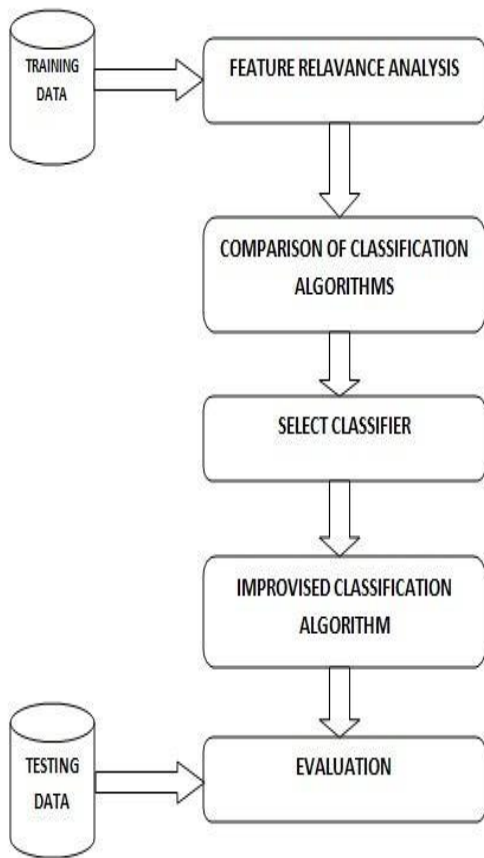 TRAINING
DATA
FEATURE RELAVANCE ANALYSIS
COMPARISON OF CLASSIFICATION
ALGORITHMS
SELECT CLASSIFIER
IMPROVISED CLASSIFICATION
ALGORITHM
TESTING
DATA
EVALUATION